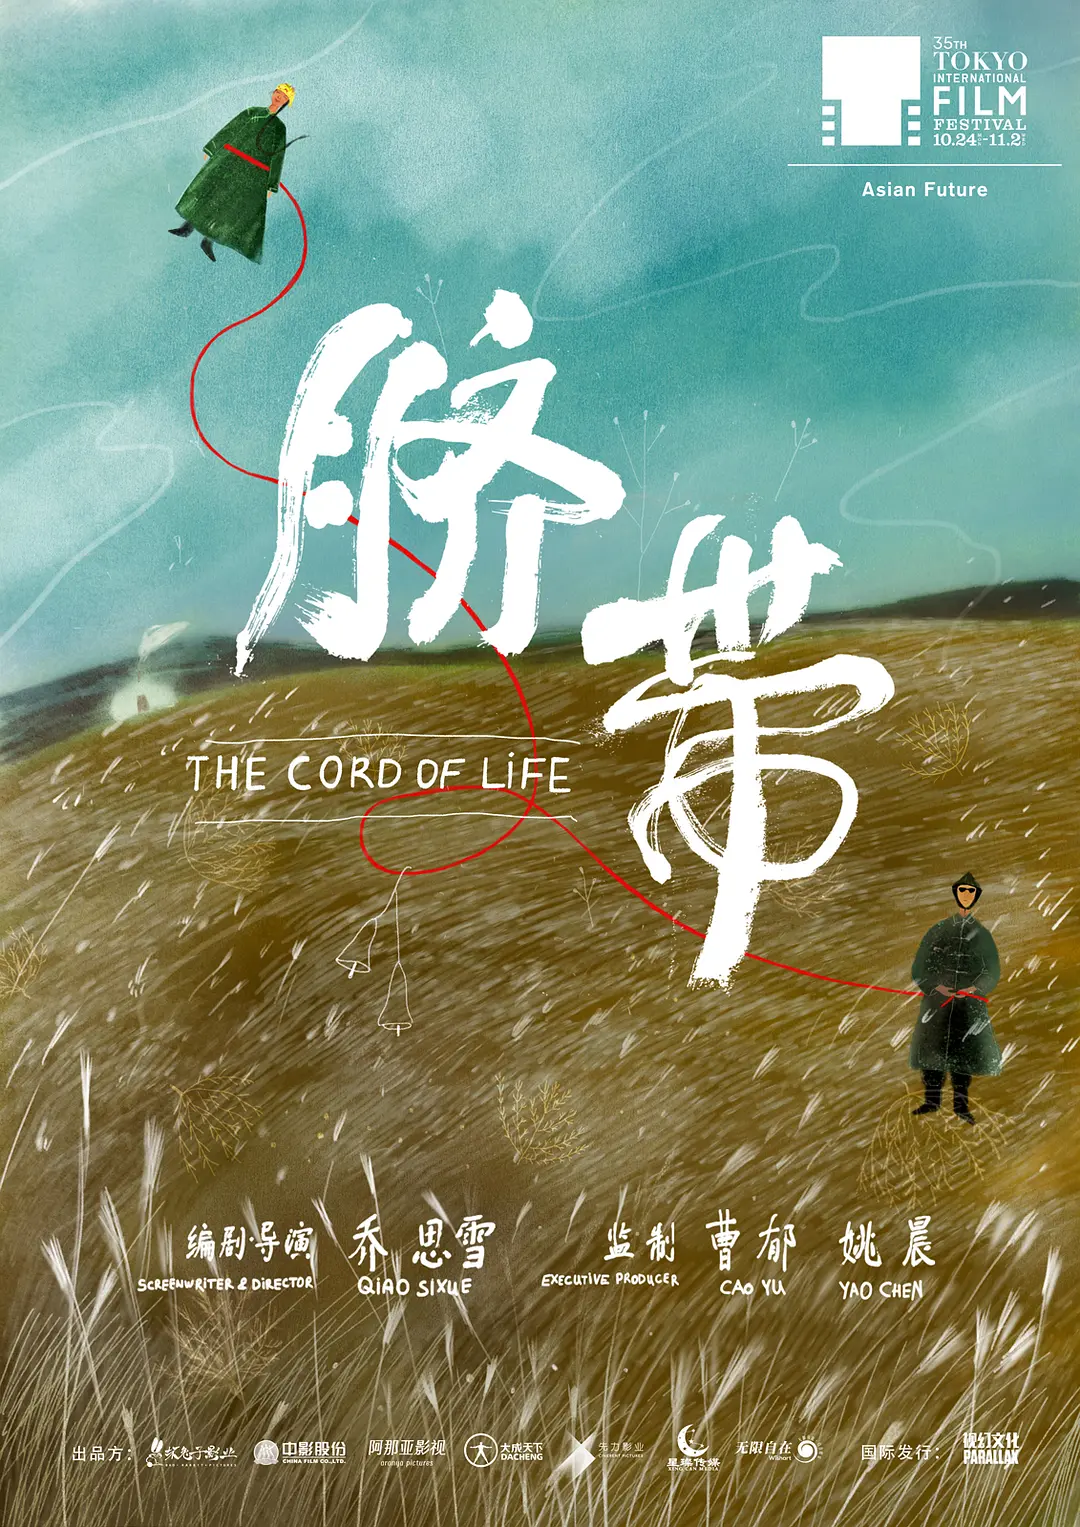 35TH
TOKYO
INTERNATIONAL
FILM
FESTIVAL
10.24-11.2
Asian Future
脐带
THE CORD OF LiFE
编剧·导演 乔思雪 监制 曹郁 姚晨
SCREENWRITER & DiRECTOR QiAO SiXUE EXECUTiVE PRODUCER CAO YU YAO CHEN
出品方： 中影股份 阿那亚影视 大成天下 先力影业 星璨传媒 无限自在 国际发行： 视幻文化
CHINA FILM CO.,LTD. aranya pictures DACHENG XING CAN MEDIA Wishart PARALLAX